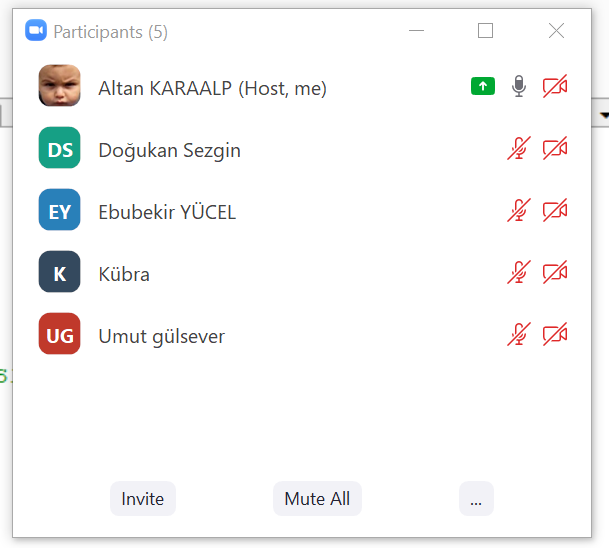 Participants (5)
Altan KARAALP (Host, me)
DS Doğukan Sezgin
EY Ebubekir YÜCEL
K Kübra
UG Umut gülsever
Invite Mute All ...